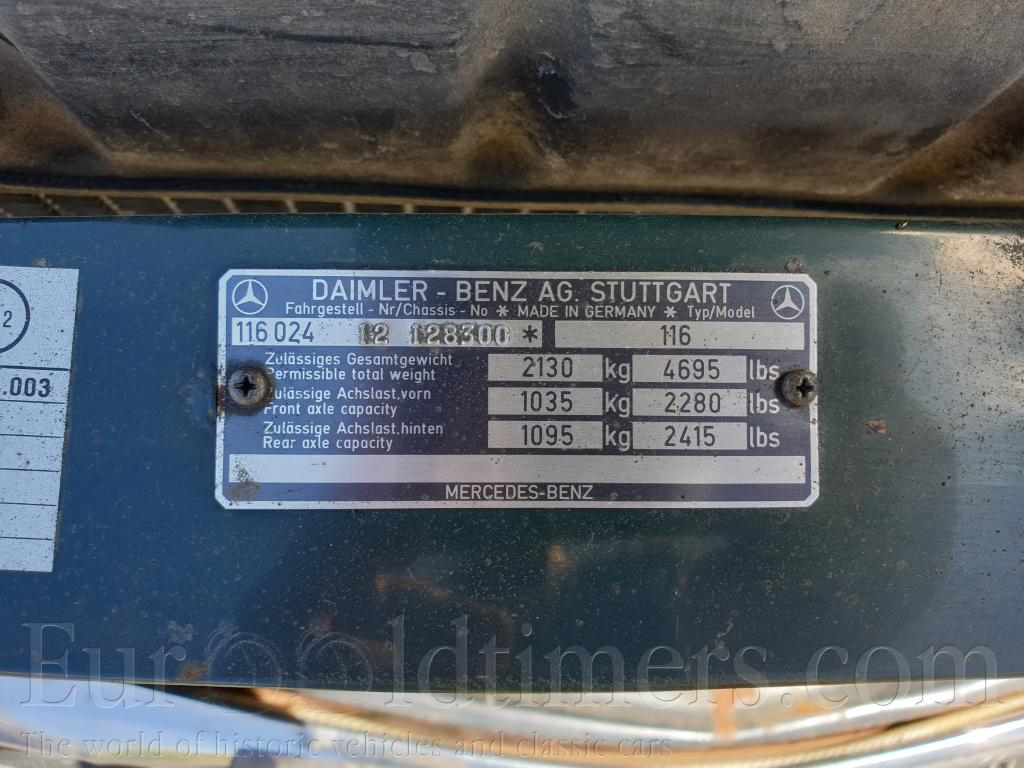 DAIMLER - BENZ AG. STUTTGART
Fahrgestell - Nr/Chassis - No * MADE IN GERMANY * Typ/Model
116 024 12 128300 * 116
Zulässiges Gesamtgewicht
Permissible total weight 2130 kg 4695 lbs
Zulässige Achslast.vorn
Front axle capacity 1035 kg 2280 lbs
Zulässige Achslast.hinten
Rear axle capacity 1095 kg 2415 lbs
MERCEDES-BENZ
2
.003
EurOOldtimers.com
The world of historic vehicles and classic cars